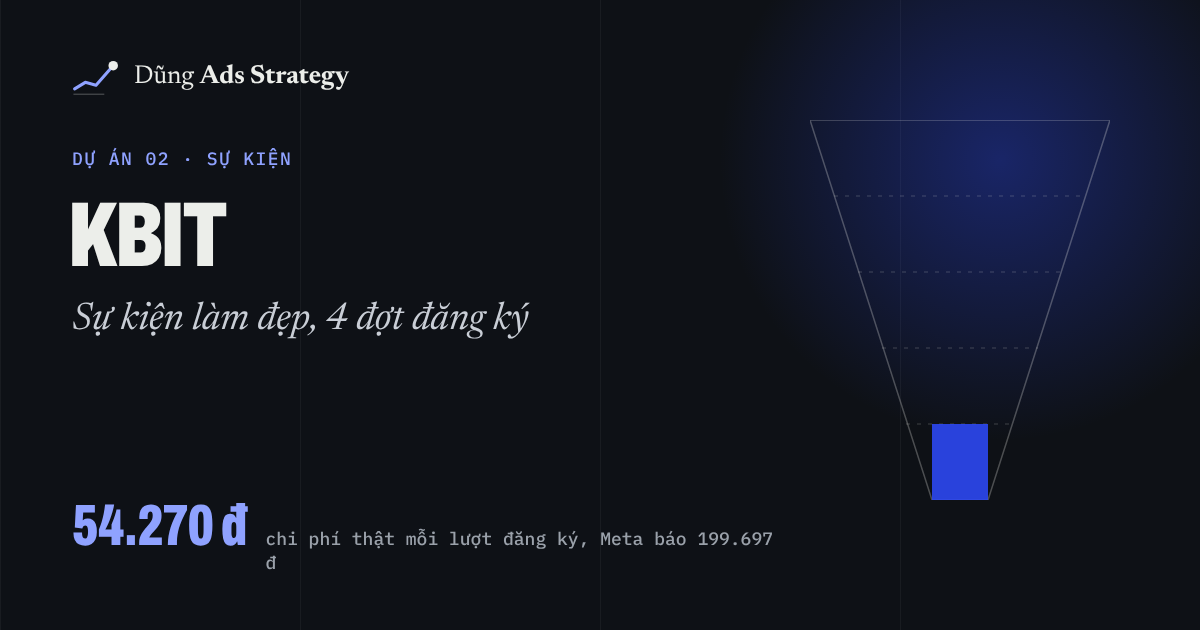 Dũng Ads Strategy
DỰ ÁN 02 · SỰ KIỆN
KBIT
Sự kiện làm đẹp, 4 đợt đăng ký
54.270 đ chi phí thật mỗi lượt đăng ký, Meta báo 199.697
đ